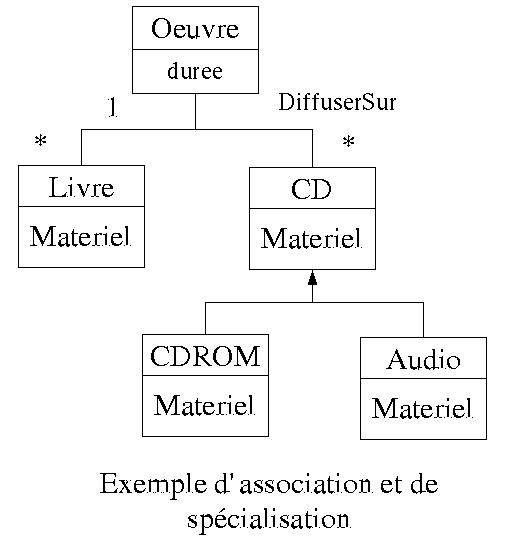 Oeuvre
duree
1
DiffuserSur
*
*
Livre
Materiel
CD
Materiel
CDROM
Materiel
Audio
Materiel
Exemple d'association et de
spécialisation